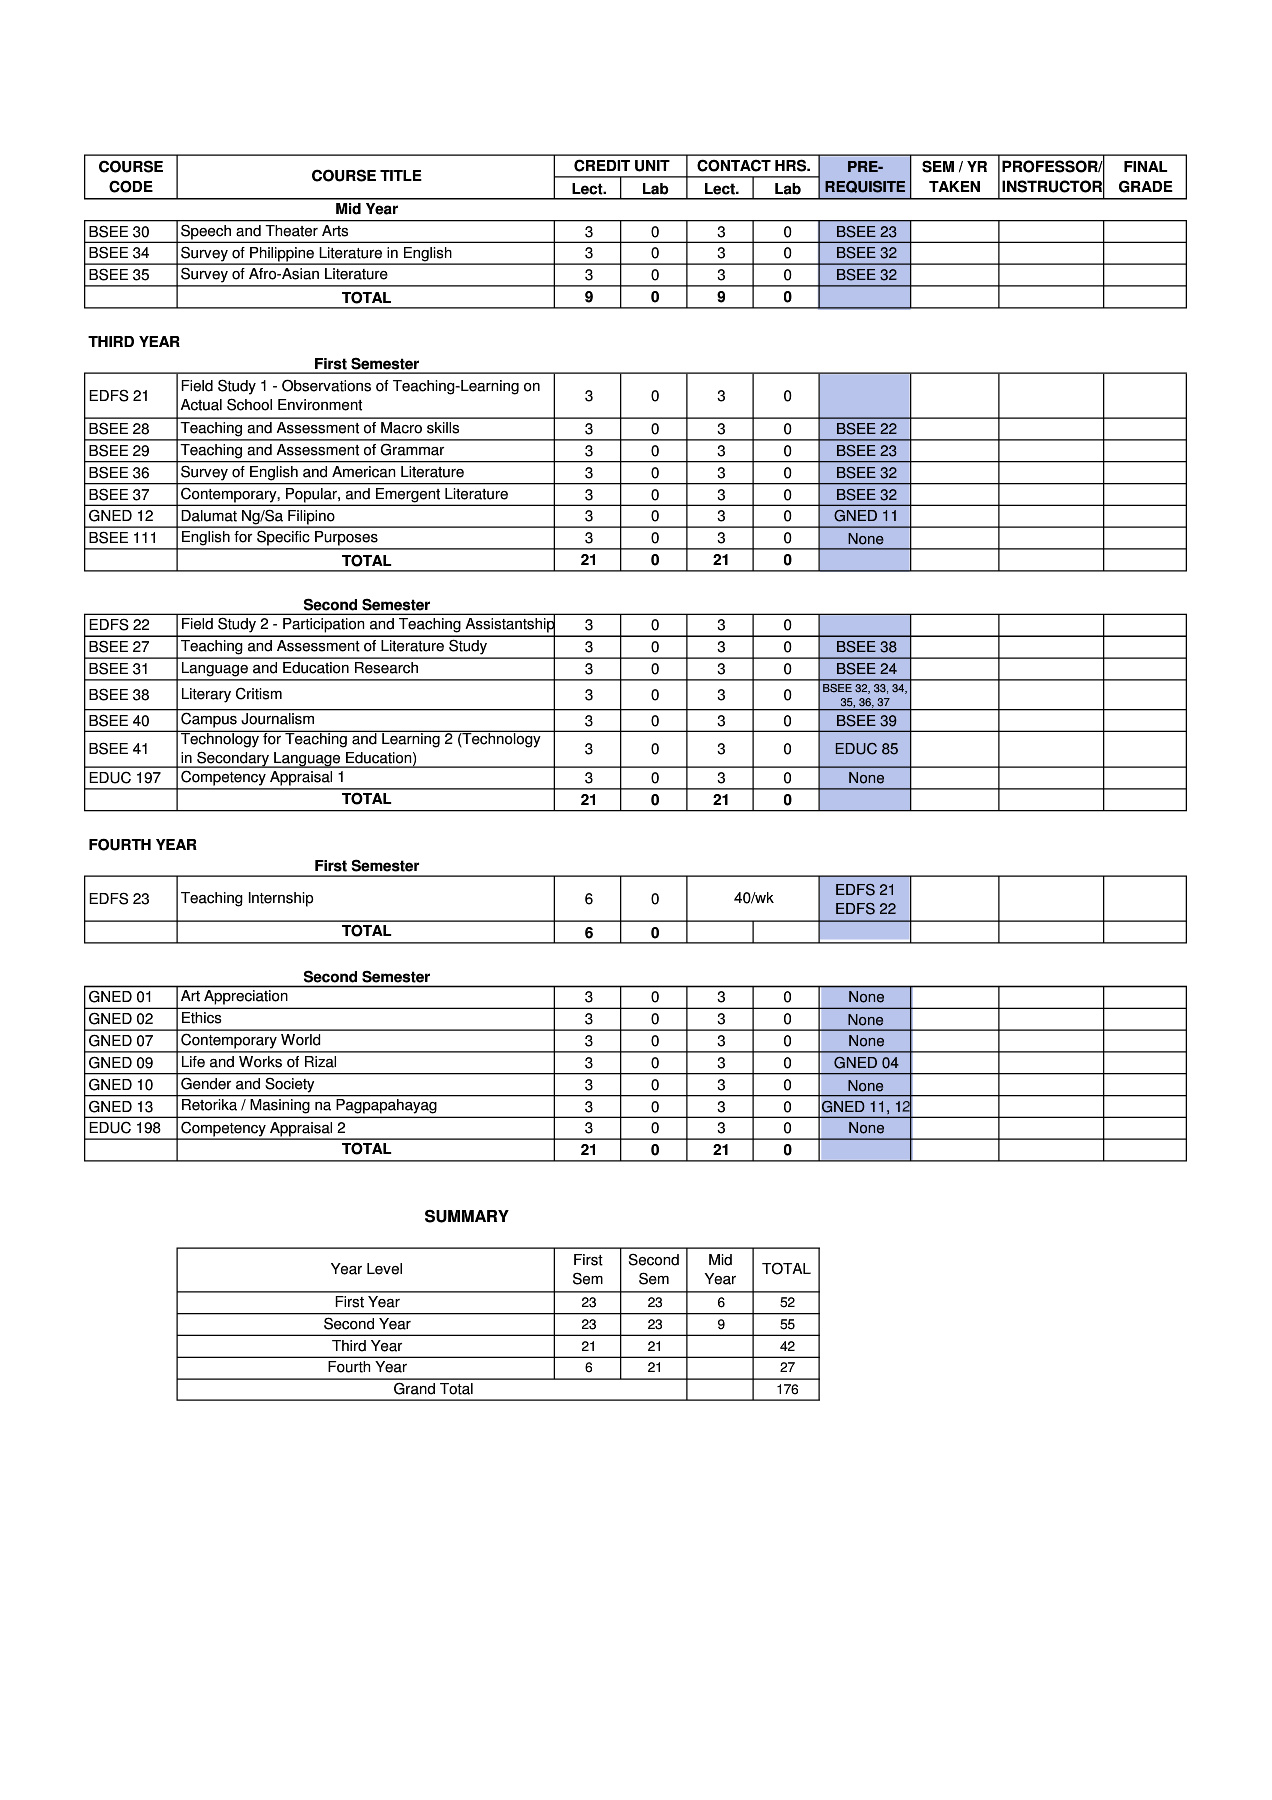 COURSE CODE COURSE TITLE CREDIT UNIT CONTACT HRS. PRE-REQUISITE SEM / YR TAKEN PROFESSOR/ INSTRUCTOR FINAL GRADE
Lect. Lab Lect. Lab
Mid Year
BSEE 30 Speech and Theater Arts 3 0 3 0 BSEE 23
BSEE 34 Survey of Philippine Literature in English 3 0 3 0 BSEE 32
BSEE 35 Survey of Afro-Asian Literature 3 0 3 0 BSEE 32
TOTAL 9 0 9 0
THIRD YEAR
First Semester
EDFS 21 Field Study 1 - Observations of Teaching-Learning on Actual School Environment 3 0 3 0
BSEE 28 Teaching and Assessment of Macro skills 3 0 3 0 BSEE 22
BSEE 29 Teaching and Assessment of Grammar 3 0 3 0 BSEE 23
BSEE 36 Survey of English and American Literature 3 0 3 0 BSEE 32
BSEE 37 Contemporary, Popular, and Emergent Literature 3 0 3 0 BSEE 32
GNED 12 Dalumat Ng/Sa Filipino 3 0 3 0 GNED 11
BSEE 111 English for Specific Purposes 3 0 3 0 None
TOTAL 21 0 21 0
Second Semester
EDFS 22 Field Study 2 - Participation and Teaching Assistantship 3 0 3 0
BSEE 27 Teaching and Assessment of Literature Study 3 0 3 0 BSEE 38
BSEE 31 Language and Education Research 3 0 3 0 BSEE 24
BSEE 38 Literary Critism 3 0 3 0 BSEE 32, 33, 34, 35, 36, 37
BSEE 40 Campus Journalism 3 0 3 0 BSEE 39
BSEE 41 Technology for Teaching and Learning 2 (Technology in Secondary Language Education) 3 0 3 0 EDUC 85
EDUC 197 Competency Appraisal 1 3 0 3 0 None
TOTAL 21 0 21 0
FOURTH YEAR
First Semester
EDFS 23 Teaching Internship 6 0 40/wk EDFS 21 EDFS 22
TOTAL 6 0
Second Semester
GNED 01 Art Appreciation 3 0 3 0 None
GNED 02 Ethics 3 0 3 0 None
GNED 07 Contemporary World 3 0 3 0 None
GNED 09 Life and Works of Rizal 3 0 3 0 GNED 04
GNED 10 Gender and Society 3 0 3 0 None
GNED 13 Retorika / Masining na Pagpapahayag 3 0 3 0 GNED 11, 12
EDUC 198 Competency Appraisal 2 3 0 3 0 None
TOTAL 21 0 21 0
SUMMARY
Year Level First Sem Second Sem Mid Year TOTAL
First Year 23 23 6 52
Second Year 23 23 9 55
Third Year 21 21 42
Fourth Year 6 21 27
Grand Total 176